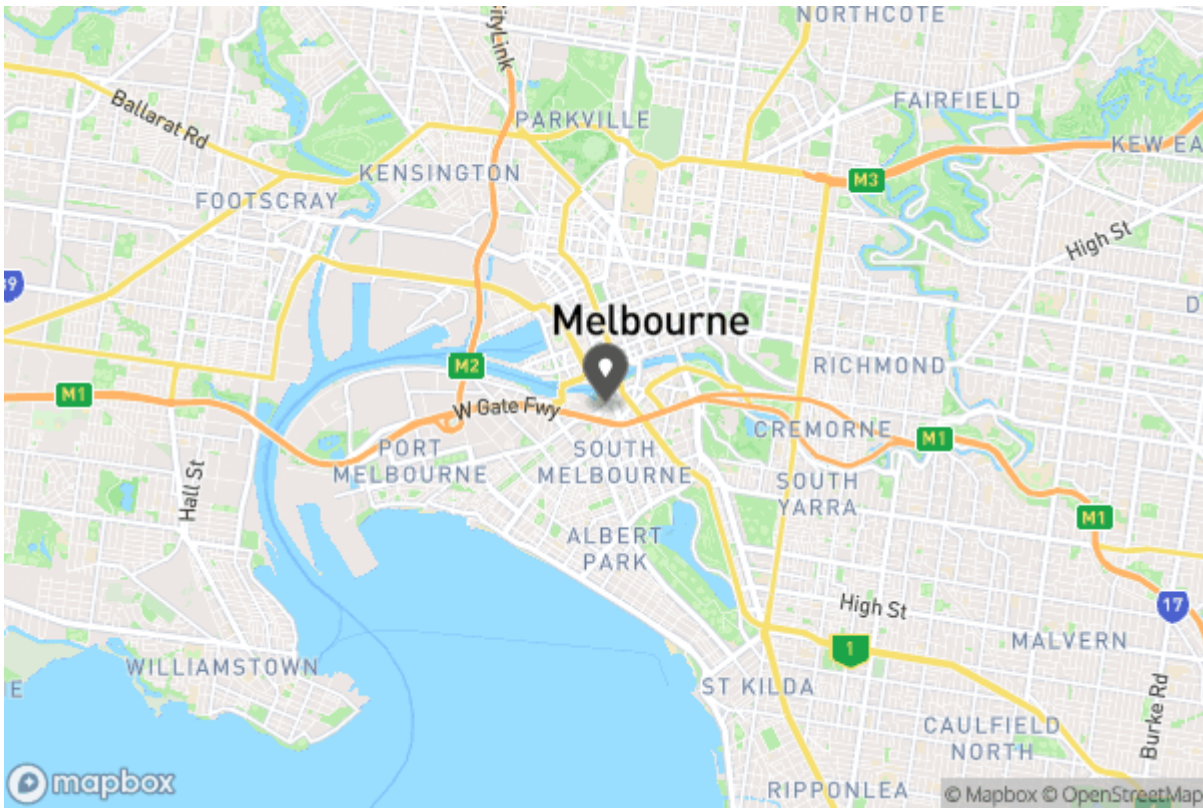 NORTHCOTE
CityLink
FAIRFIELD
Ballarat Rd
PARKVILLE
KEW EA
KENSINGTON
M3
FOOTSCRAY
High St
39
D
Melbourne
M2
RICHMOND
M1
W Gate Fwy
CREMORNE
M1
PORT
MELBOURNE
SOUTH
MELBOURNE
SOUTH
YARRA
Hall St
M1
ALBERT
PARK
High St
17
MALVERN
1
WILLIAMSTOWN
NE
ST KILDA
Burke Rd
CAULFIELD
NORTH
RIPPONLEA
mapbox
© Mapbox © OpenStreetMap